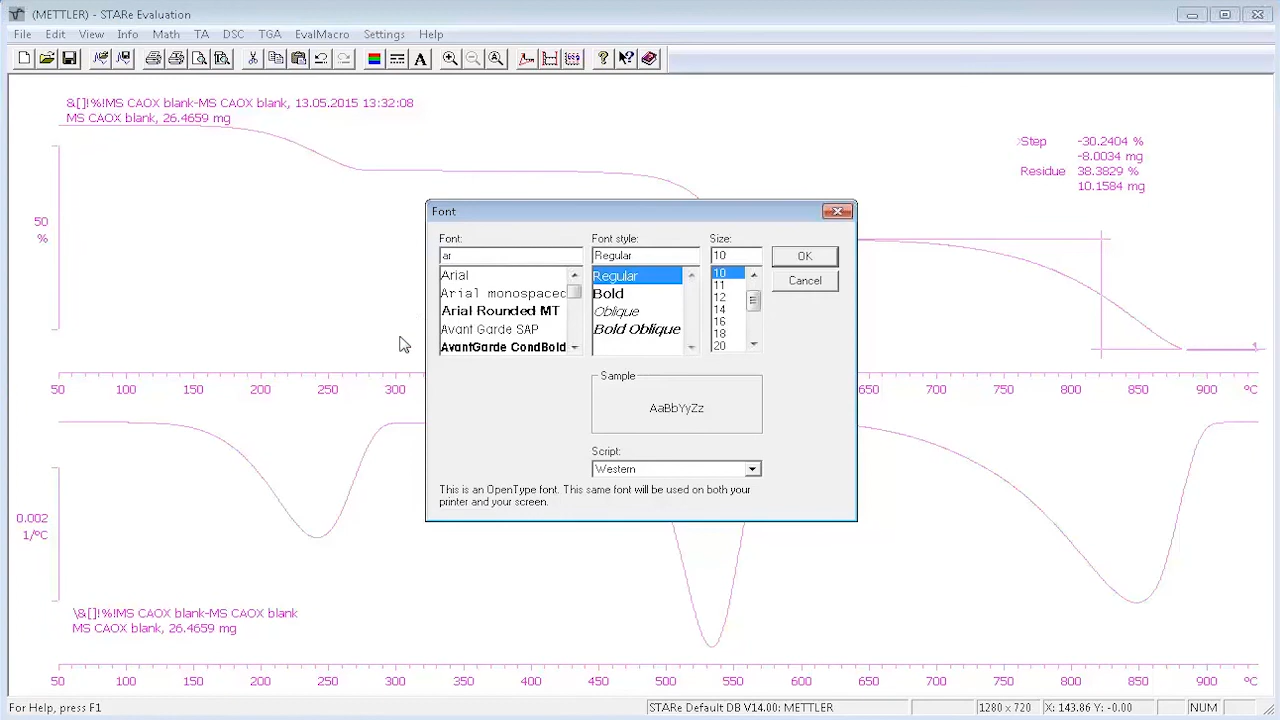 (METTLER) - STARe Evaluation
File Edit View Info Math TA DSC TGA EvalMacro Settings Help
&[]!%!MS CAOX blank-MS CAOX blank, 13.05.2015 13:32:08
MS CAOX blank, 26.4659 mg
Step -30.2404 %
-8.0034 mg
Residue 38.3829 %
10.1584 mg
50
%
Font
Font: Font style: Size:
ar Regular 10 OK
Arial Regular 10 Cancel
Arial monospaced Bold 11
Arial Rounded MT Oblique 12
Avant Garde SAP Bold Oblique 14
AvantGarde CondBold 16
18
20
Sample
AaBbYyZz
Script:
Western
This is an OpenType font. This same font will be used on both your
printer and your screen.
50 100 150 200 250 300 650 700 750 800 850 900 °C
0.002
1/°C
\&[]!%!MS CAOX blank-MS CAOX blank
MS CAOX blank, 26.4659 mg
50 100 150 200 250 300 350 400 450 500 550 600 650 700 750 800 850 900 °C
For Help, press F1 STARe Default DB V14.00: METTLER 1280 x 720 X: 143.86 Y: -0.00 NUM